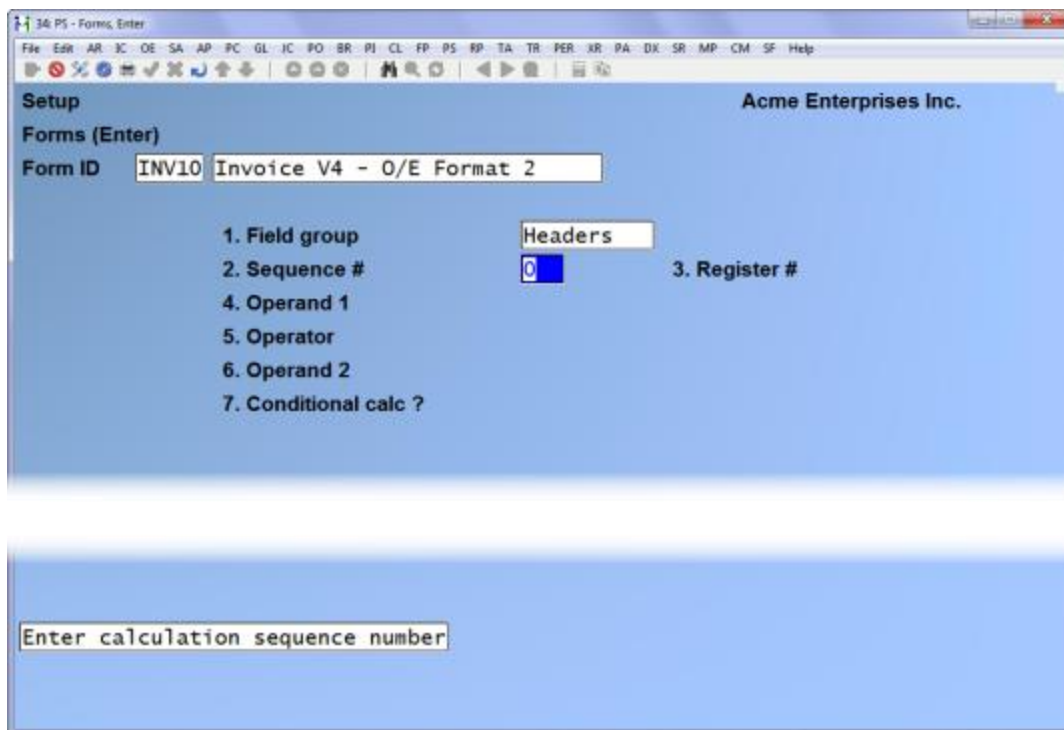 34: PS - Forms, Enter
File Edit AR IC OE SA AP PC GL IC PO BR PI CL FP PS RP TA TR PER XR PA DX SR MP CM SF Help
Setup Acme Enterprises Inc.
Forms (Enter)
Form ID INV10 Invoice V4 - O/E Format 2
1. Field group Headers
2. Sequence # 0 3. Register #
4. Operand 1
5. Operator
6. Operand 2
7. Conditional calc ?
Enter calculation sequence number